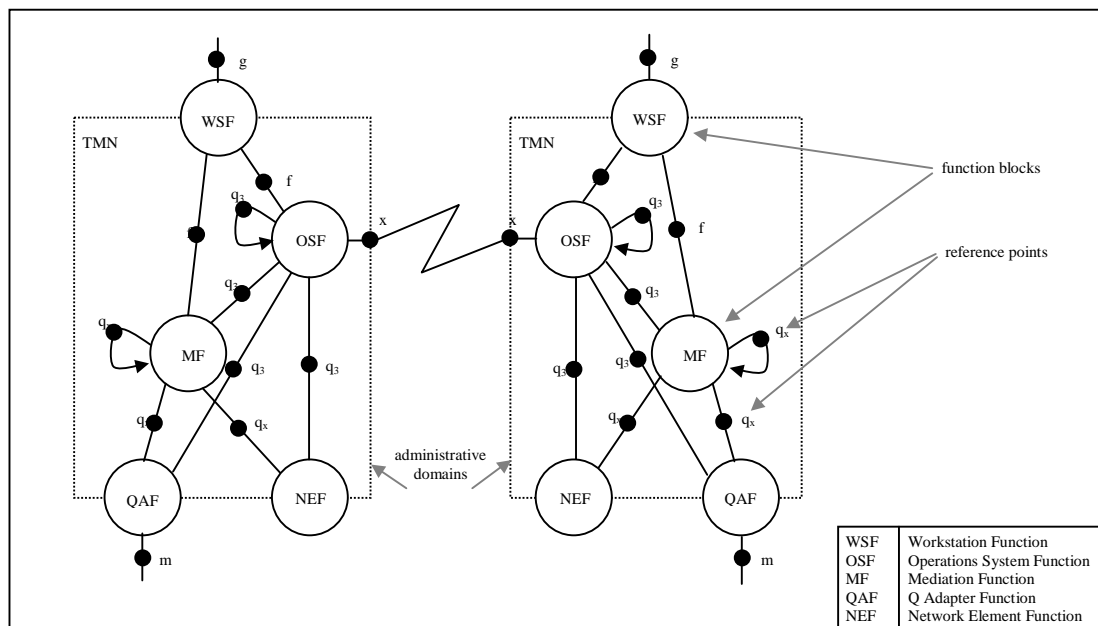 g
g
WSF
WSF
TMN
TMN
function blocks
f
q₃
q₃
x
x
OSF
OSF
f
reference points
q₃
q₃
qₓ
MF
MF
qₓ
q₃
q₃
q₃
q₃
qₓ
qₓ
qₓ
administrative
domains
QAF
NEF
NEF
QAF
m
m
WSF Workstation Function
OSF Operations System Function
MF Mediation Function
QAF Q Adapter Function
NEF Network Element Function